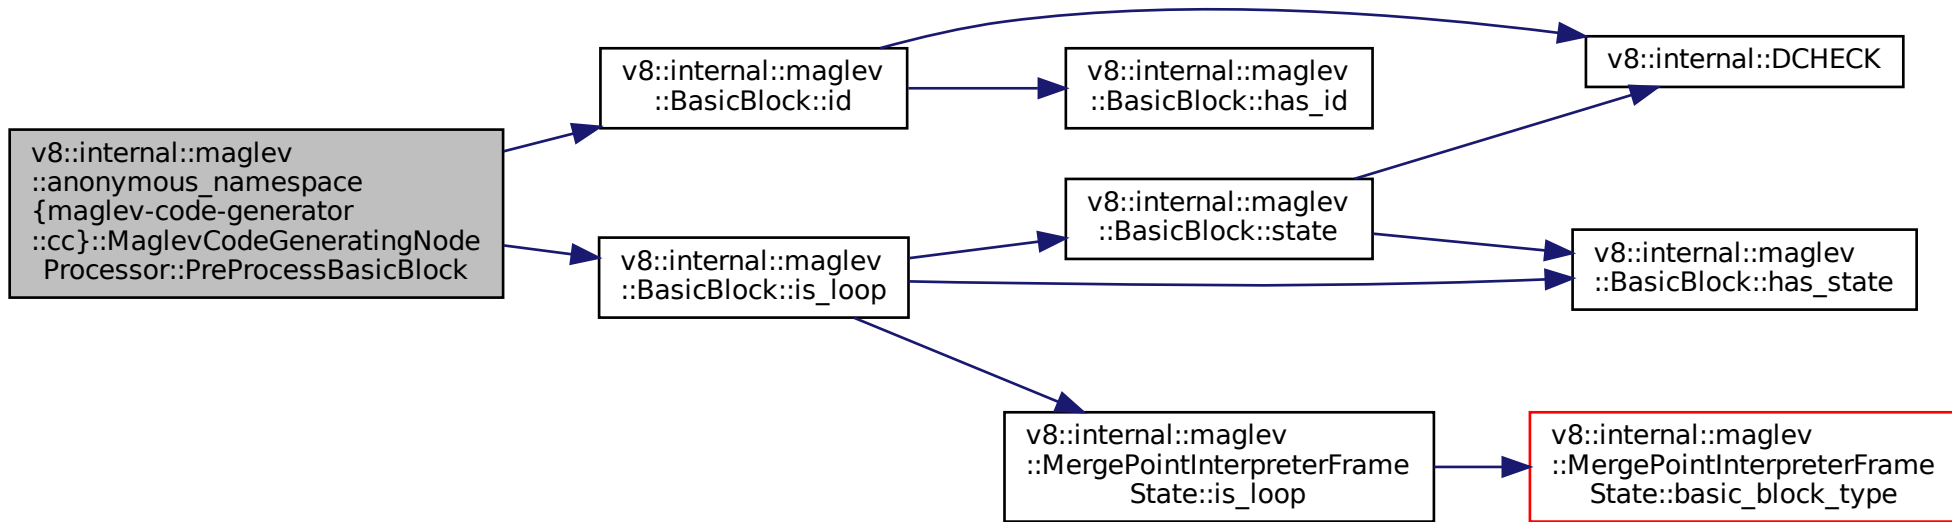 v8::internal::maglev
::anonymous_namespace
{maglev-code-generator
::cc}::MaglevCodeGeneratingNode
Processor::PreProcessBasicBlock
v8::internal::maglev
::BasicBlock::id
v8::internal::maglev
::BasicBlock::is_loop
v8::internal::maglev
::BasicBlock::has_id
v8::internal::maglev
::BasicBlock::state
v8::internal::maglev
::MergePointInterpreterFrame
State::is_loop
v8::internal::DCHECK
v8::internal::maglev
::BasicBlock::has_state
v8::internal::maglev
::MergePointInterpreterFrame
State::basic_block_type